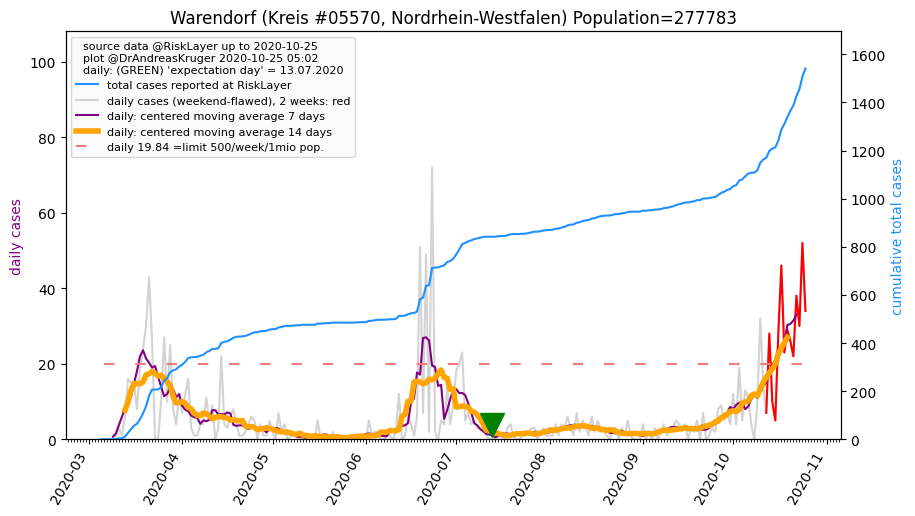 Warendorf (Kreis #05570, Nordrhein-Westfalen) Population=277783
source data @RiskLayer up to 2020-10-25
plot @DrAndreasKruger 2020-10-25 05:02
daily: (GREEN) 'expectation day' = 13.07.2020
total cases reported at RiskLayer
daily cases (weekend-flawed), 2 weeks: red
daily: centered moving average 7 days
daily: centered moving average 14 days
daily 19.84 =limit 500/week/1mio pop.
daily cases
100
80
60
40
20
0
cumulative total cases
1600
1400
1200
1000
800
600
400
200
0
2020-03
2020-04
2020-05
2020-06
2020-07
2020-08
2020-09
2020-10
2020-11